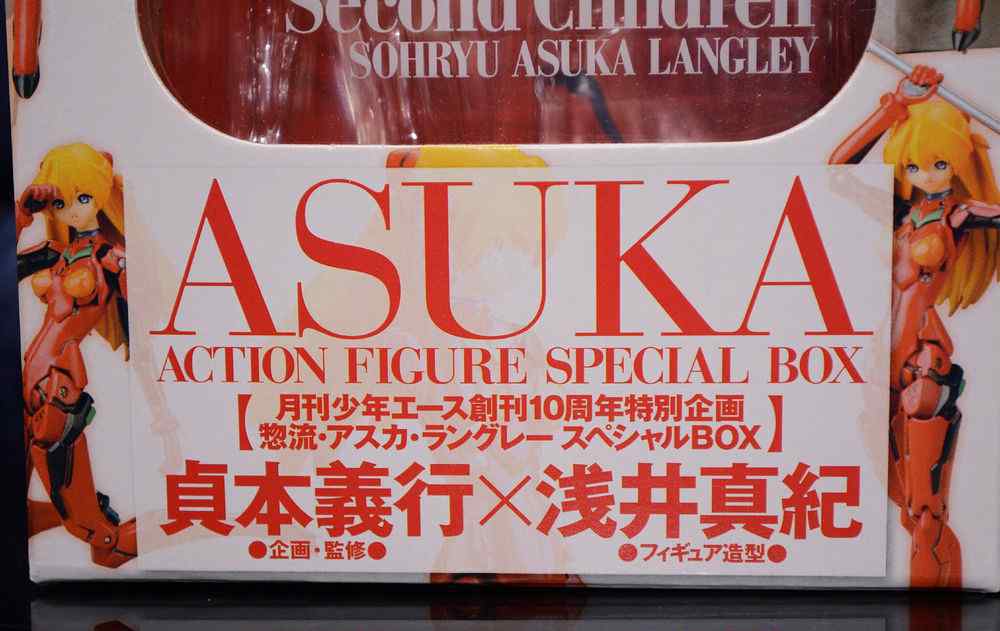 Second Children
SOHRYU ASUKA LANGLEY
ASUKA
ACTION FIGURE SPECIAL BOX
【月刊少年エース創刊10周年特別企画
惣流・アスカ・ラングレー スペシャルBOX】
貞本義行×浅井真紀
●企画・監修● ●フィギュア造型●